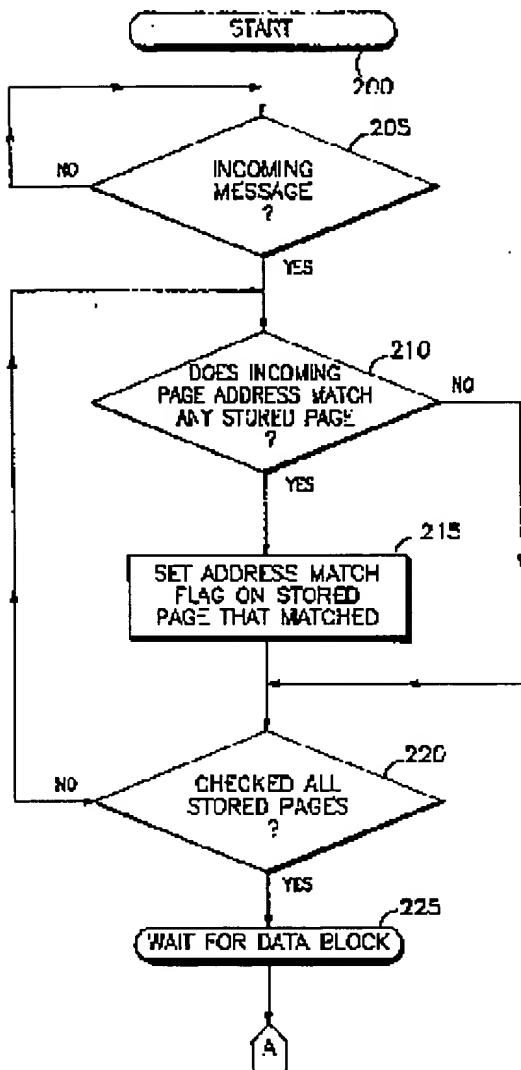 START
200
205
NO
INCOMING
MESSAGE
?
YES
210
DOES INCOMING
PAGE ADDRESS MATCH
ANY STORED PAGE
?
NO
YES
215
SET ADDRESS MATCH
FLAG ON STORED
PAGE THAT MATCHED
220
NO
CHECKED ALL
STORED PAGES
?
YES
225
WAIT FOR DATA BLOCK
A